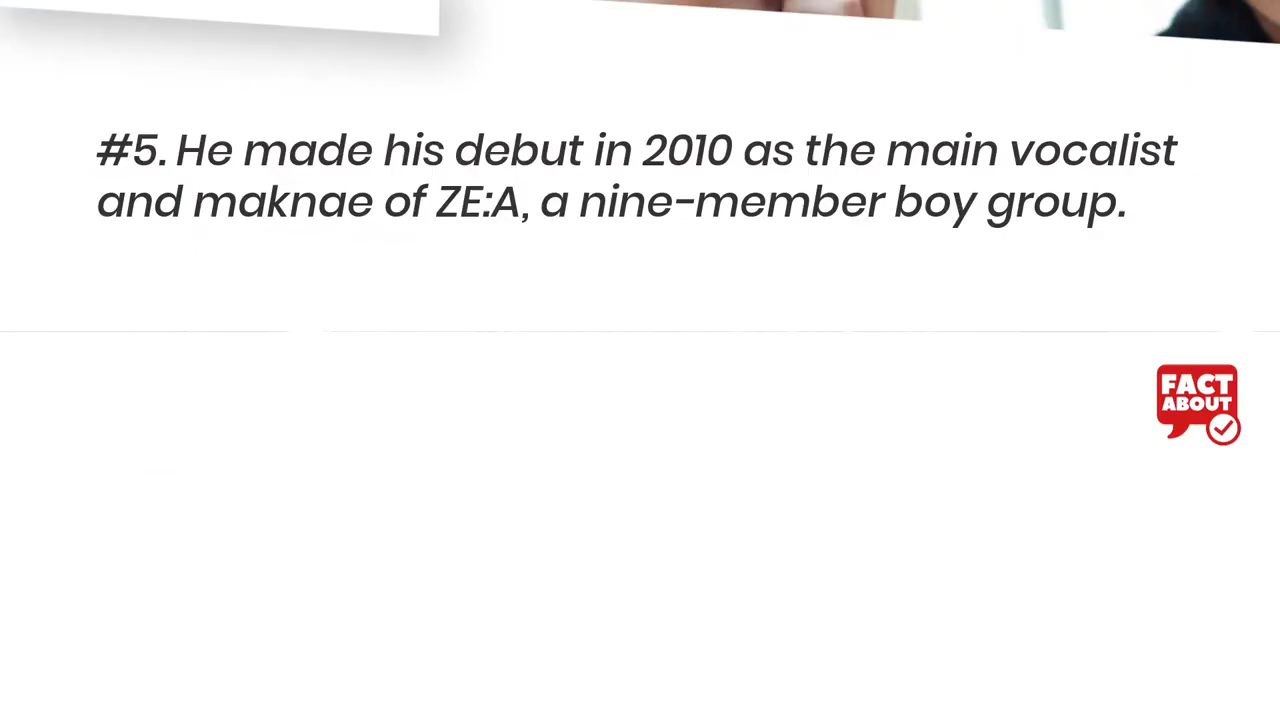 #5. He made his debut in 2010 as the main vocalist
and maknae of ZE:A, a nine-member boy group.
FACT
ABOUT